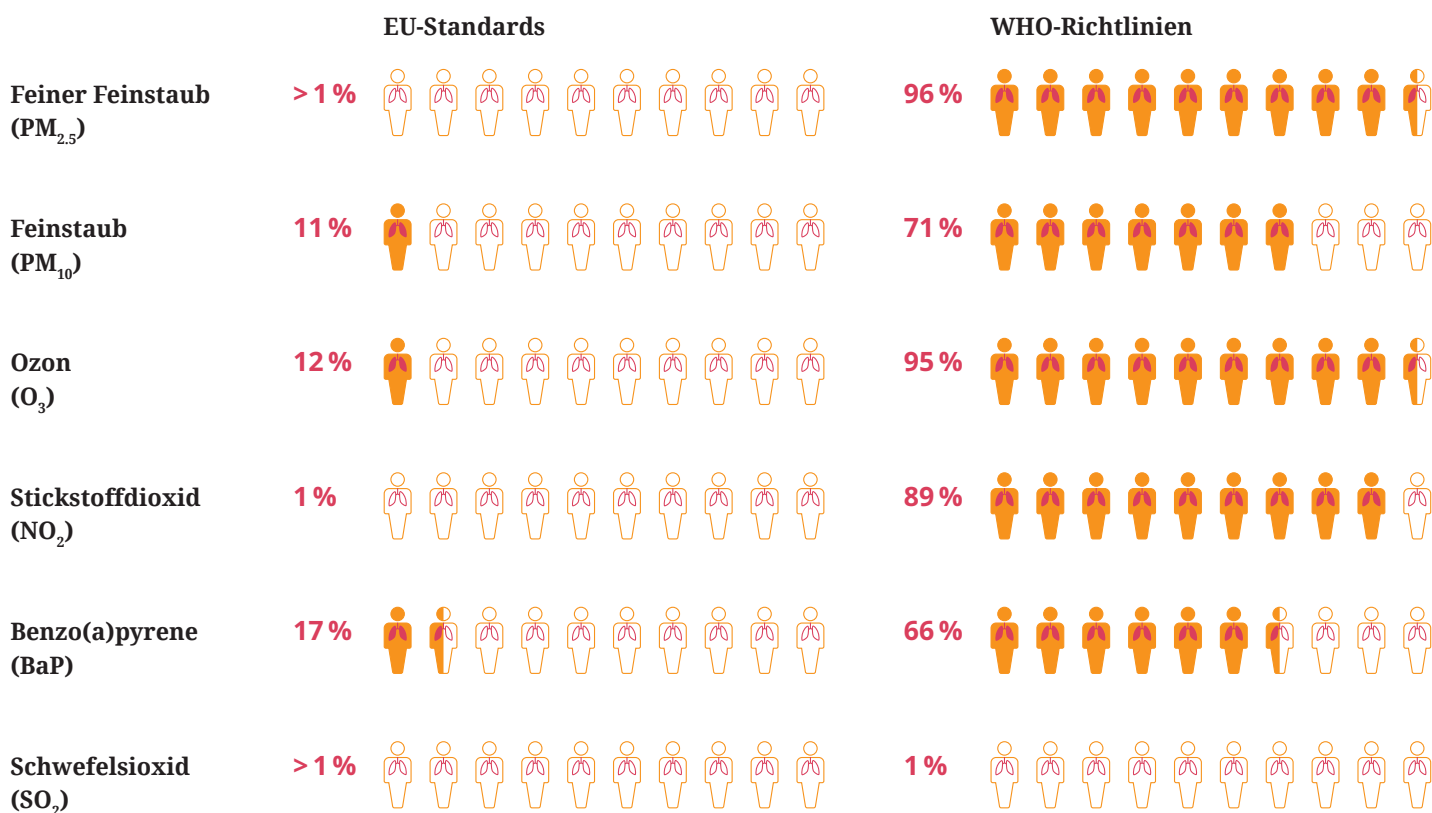 EU-Standards WHO-Richtlinien
Feiner Feinstaub > 1 % 96 %
(PM₂.₅)
Feinstaub 11 % 71 %
(PM₁₀)
Ozon 12 % 95 %
(O₃)
Stickstoffdioxid 1 % 89 %
(NO₂)
Benzo(a)pyrene 17 % 66 %
(BaP)
Schwefelsioxid > 1 % 1 %
(SO₂)